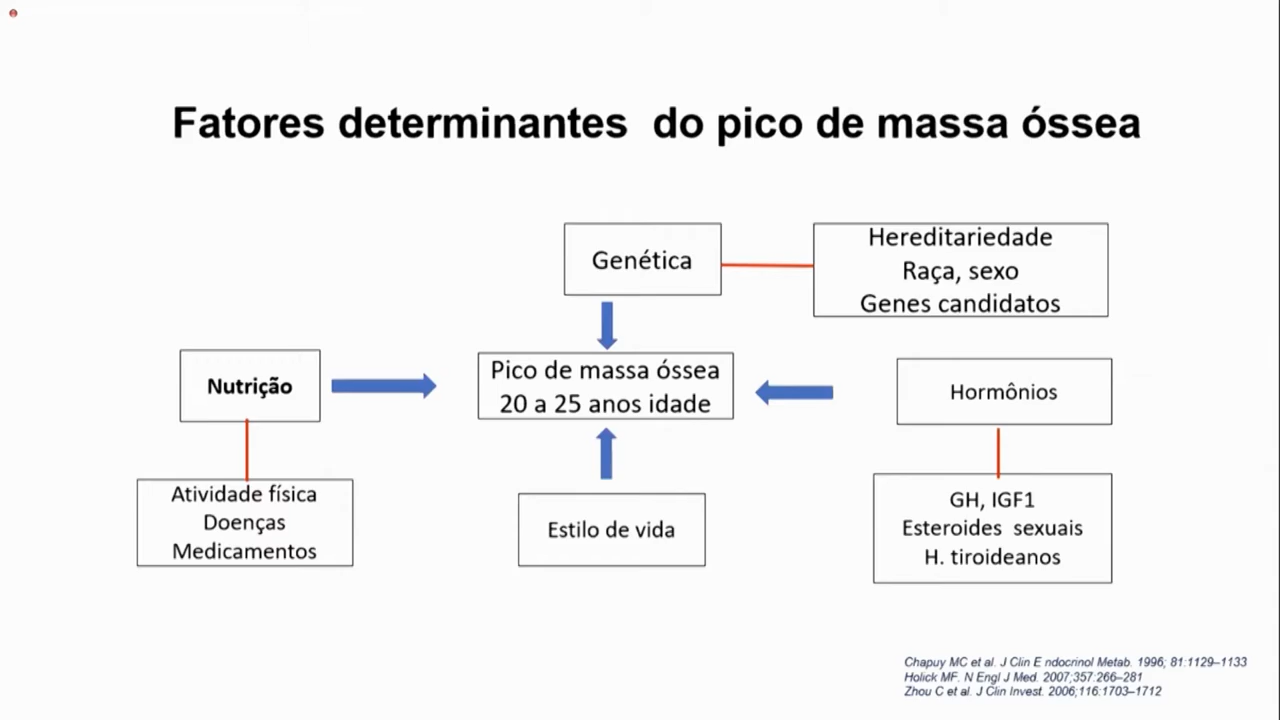 Fatores determinantes do pico de massa óssea
Genética
Hereditariedade
Raça, sexo
Genes candidatos
Nutrição
Pico de massa óssea
20 a 25 anos idade
Hormônios
Atividade física
Doenças
Medicamentos
Estilo de vida
GH, IGF1
Esteroides sexuais
H. tiroideanos
Chapuy MC et al. J Clin E ndocrinol Metab. 1996; 81:1129–1133
Holick MF. N Engl J Med. 2007;357:266–281
Zhou C et al. J Clin Invest. 2006;116:1703–1712